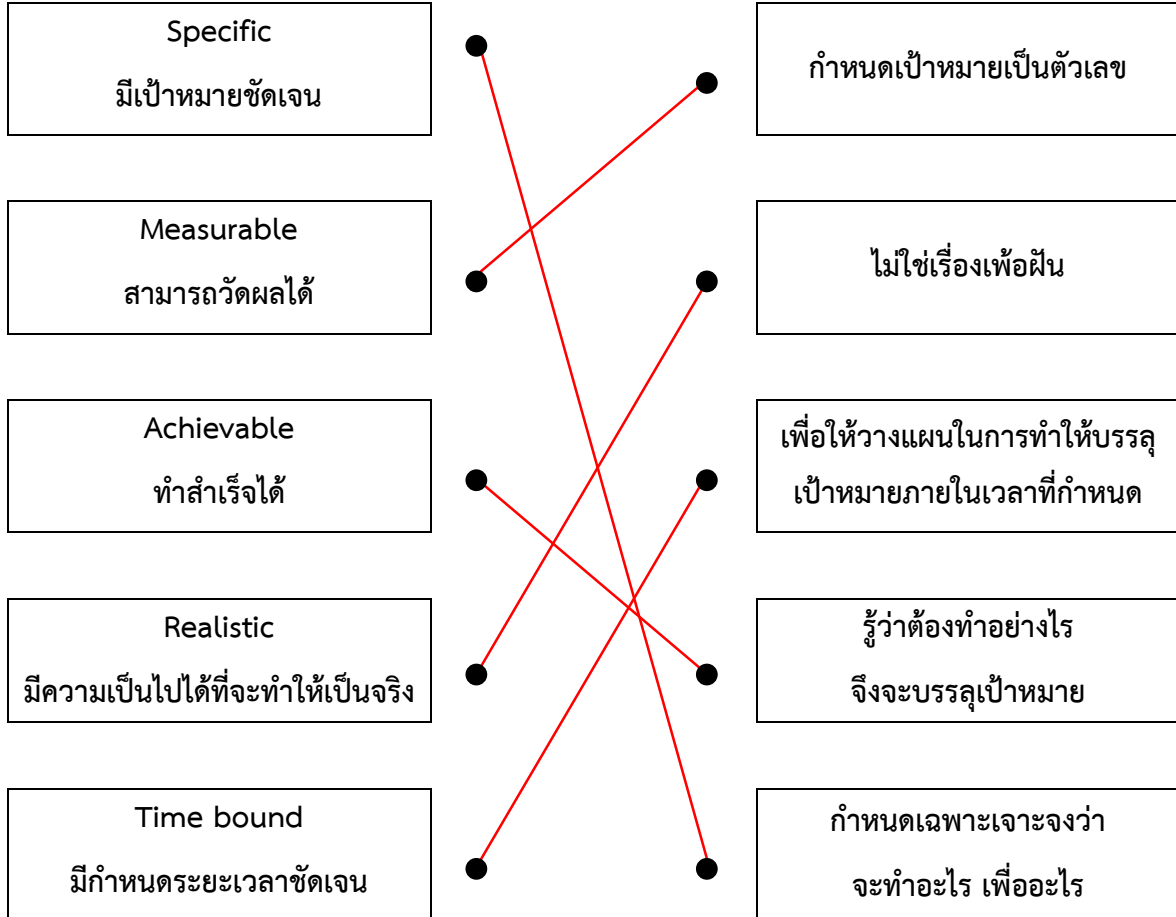 Specific
มีเป้าหมายชัดเจน
กำหนดเป้าหมายเป็นตัวเลข
Measurable
สามารถวัดผลได้
ไม่ใช่เรื่องเพ้อฝัน
Achievable
ทำสำเร็จได้
เพื่อให้วางแผนในการทำให้บรรลุ
เป้าหมายภายในเวลาที่กำหนด
Realistic
มีความเป็นไปได้ที่จะทำให้เป็นจริง
รู้ว่าต้องทำอย่างไร
จึงจะบรรลุเป้าหมาย
Time bound
มีกำหนดระยะเวลาชัดเจน
กำหนดเฉพาะเจาะจงว่า
จะทำอะไร เพื่ออะไร